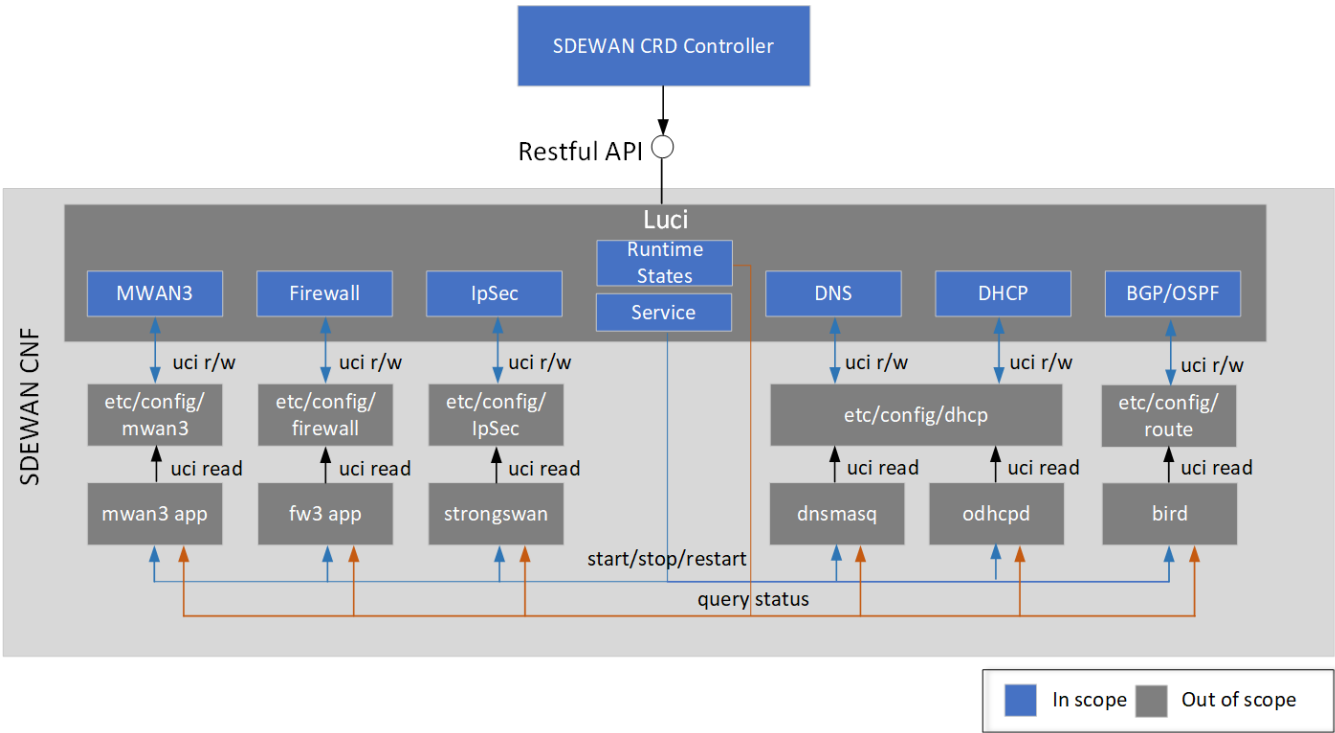 SDEWAN CRD Controller
Restful API
SDEWAN CNF
Luci
Runtime
States
Service
MWAN3
Firewall
IpSec
DNS
DHCP
BGP/OSPF
uci r/w
uci r/w
uci r/w
uci r/w
uci r/w
uci r/w
etc/config/
mwan3
etc/config/
firewall
etc/config/
IpSec
etc/config/dhcp
etc/config/
route
uci read
uci read
uci read
uci read
uci read
uci read
mwan3 app
fw3 app
strongswan
dnsmasq
odhcpd
bird
start/stop/restart
query status
In scope
Out of scope